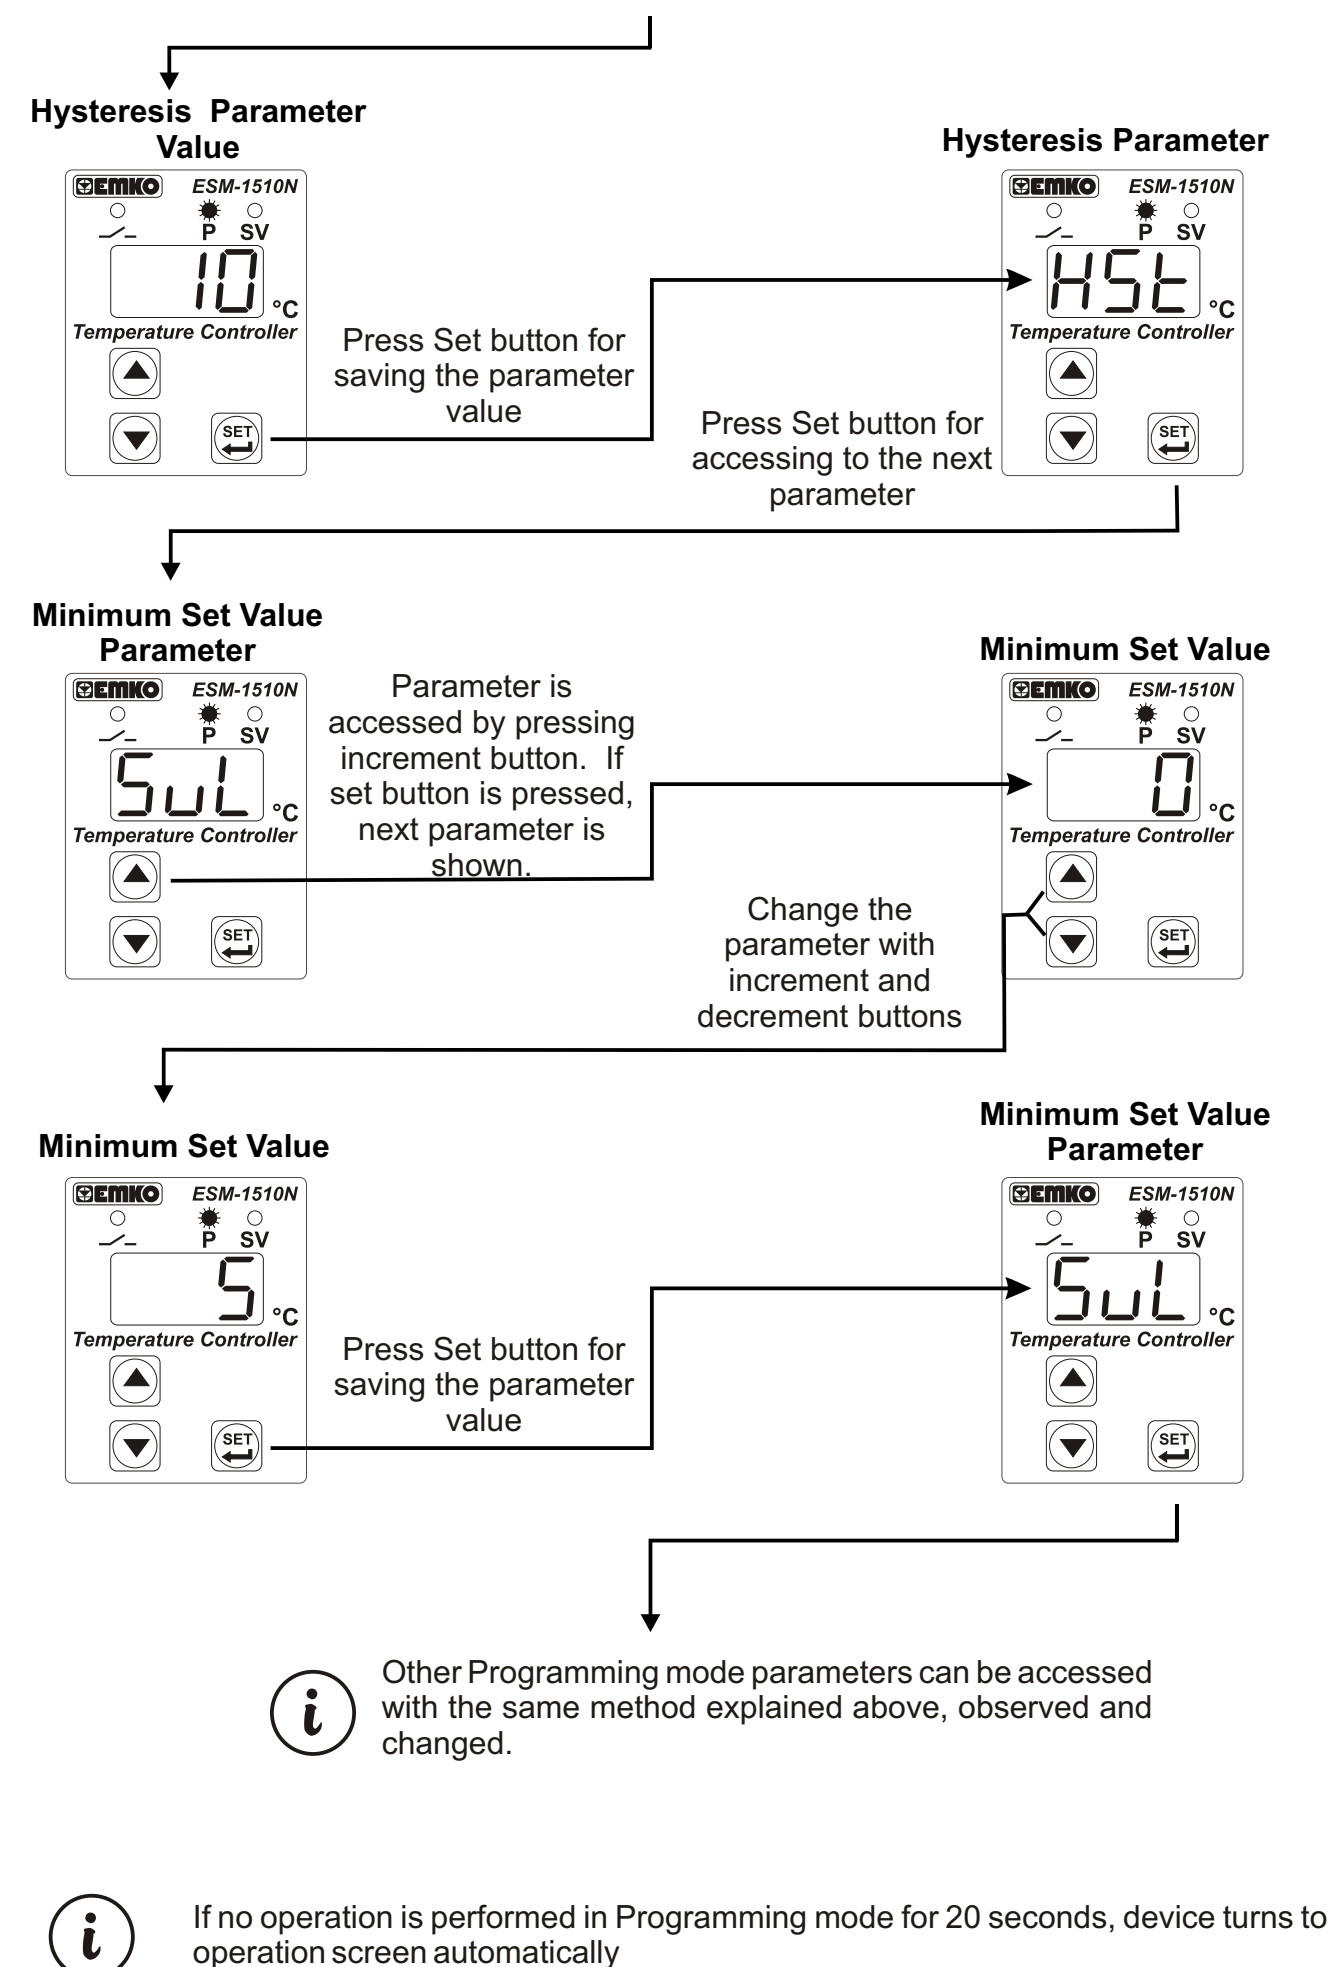 Hysteresis Parameter
Value
EMKO ESM-1510N
P SV
10 °C
Temperature Controller
SET
Press Set button for
saving the parameter
value
Hysteresis Parameter
EMKO ESM-1510N
P SV
HSt °C
Temperature Controller
SET
Press Set button for
accessing to the next
parameter
Minimum Set Value
Parameter
EMKO ESM-1510N
P SV
SuL °C
Temperature Controller
SET
Parameter is
accessed by pressing
increment button. If
set button is pressed,
next parameter is
shown.
Minimum Set Value
EMKO ESM-1510N
P SV
0 °C
Temperature Controller
SET
Change the
parameter with
increment and
decrement buttons
Minimum Set Value
EMKO ESM-1510N
P SV
5 °C
Temperature Controller
SET
Press Set button for
saving the parameter
value
Minimum Set Value
Parameter
EMKO ESM-1510N
P SV
SuL °C
Temperature Controller
SET
i
Other Programming mode parameters can be accessed
with the same method explained above, observed and
changed.
i
If no operation is performed in Programming mode for 20 seconds, device turns to
operation screen automatically